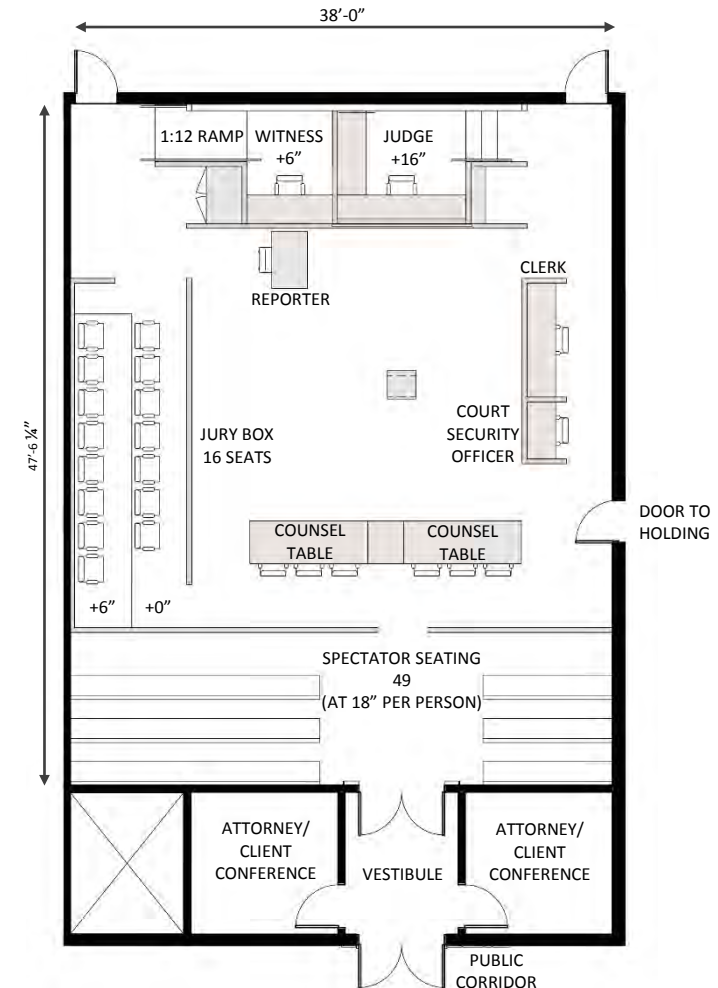 38’-0”
1:12 RAMP
WITNESS
+6”
JUDGE
+16”
REPORTER
CLERK
47’-6 ¼”
JURY BOX
16 SEATS
COURT
SECURITY
OFFICER
DOOR TO
HOLDING
COUNSEL
TABLE
COUNSEL
TABLE
+6”
+0”
SPECTATOR SEATING
49
(AT 18” PER PERSON)
ATTORNEY/
CLIENT
CONFERENCE
VESTIBULE
ATTORNEY/
CLIENT
CONFERENCE
PUBLIC
CORRIDOR